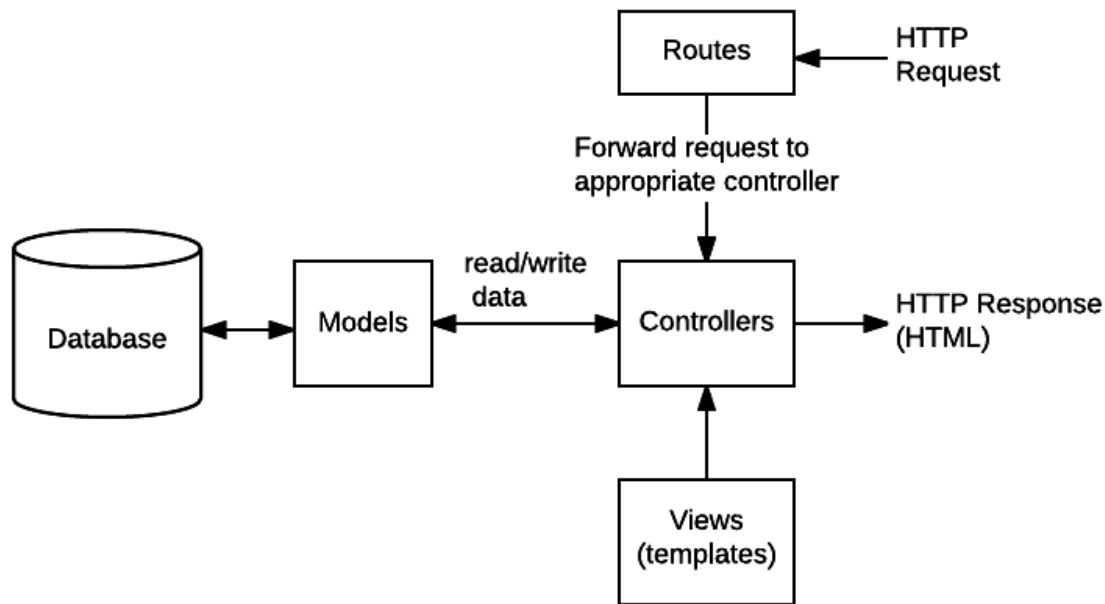 Routes
HTTP
Request
Forward request to
appropriate controller
read/write
data
Database
Models
Controllers
HTTP Response
(HTML)
Views
(templates)